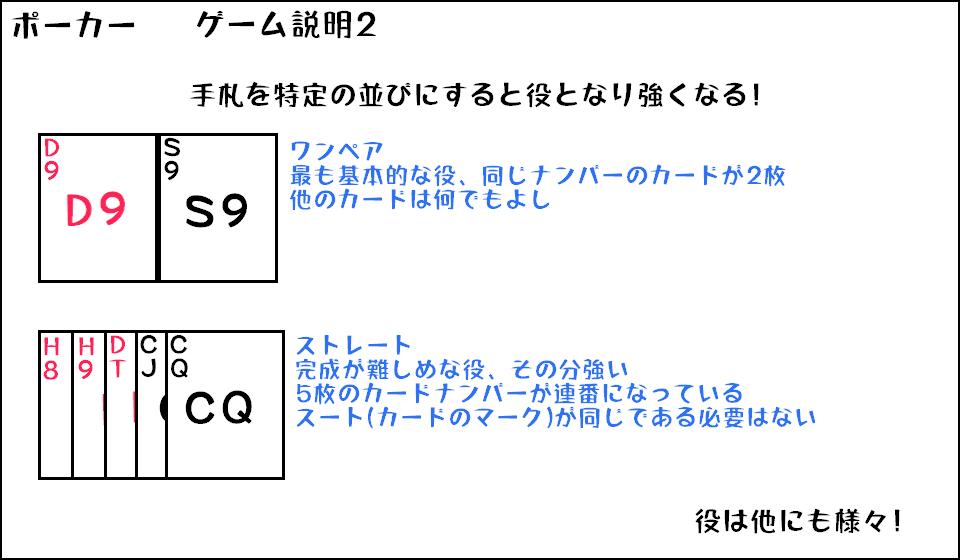 ポーカー　ゲーム説明2
手札を特定の並びにすると役となり強くなる!
D
9
D9
S
9
S9
ワンペア
最も基本的な役、同じナンバーのカードが2枚
他のカードは何でもよし
H
8
H
9
D
T
C
J
C
Q
CQ
ストレート
完成が難しめな役、その分強い
5枚のカードナンバーが連番になっている
スート(カードのマーク)が同じである必要はない
役は他にも様々!